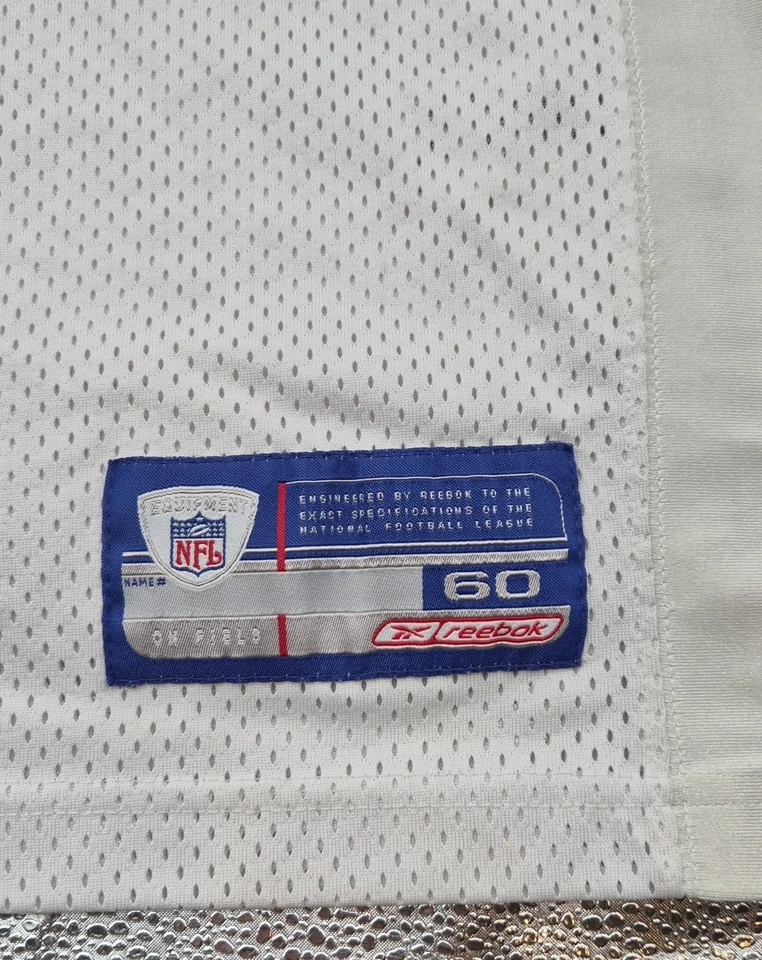 EQUIPMENT
NFL
ENGINEERED BY REEBOK TO THE
EXACT SPECIFICATIONS OF THE
NATIONAL FOOTBALL LEAGUE
NAME #
60
ON FIELD
reebok